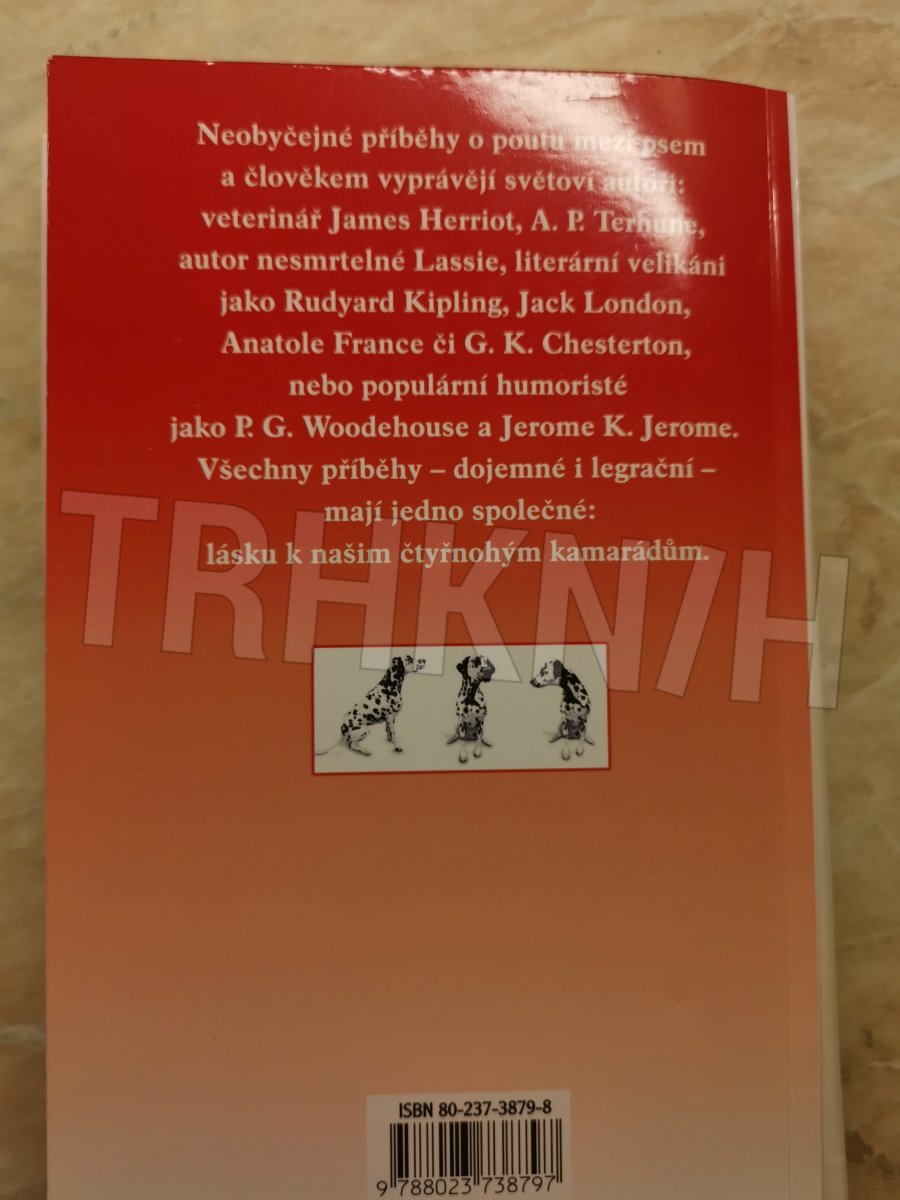 Neobyčejné příběhy o poutu mezi psem
a člověkem vyprávějí světoví autoři:
veterinář James Herriot, A. P. Terhune,
autor nesmrtelné Lassie, literární velikáni
jako Rudyard Kipling, Jack London,
Anatole France či G. K. Chesterton,
nebo populární humoristé
jako P. G. Woodehouse a Jerome K. Jerome.
Všechny příběhy – dojemné i legrační –
mají jedno společné:
lásku k našim čtyřnohým kamarádům.
TRHKNIH
ISBN 80-237-3879-8
9 788023 738797